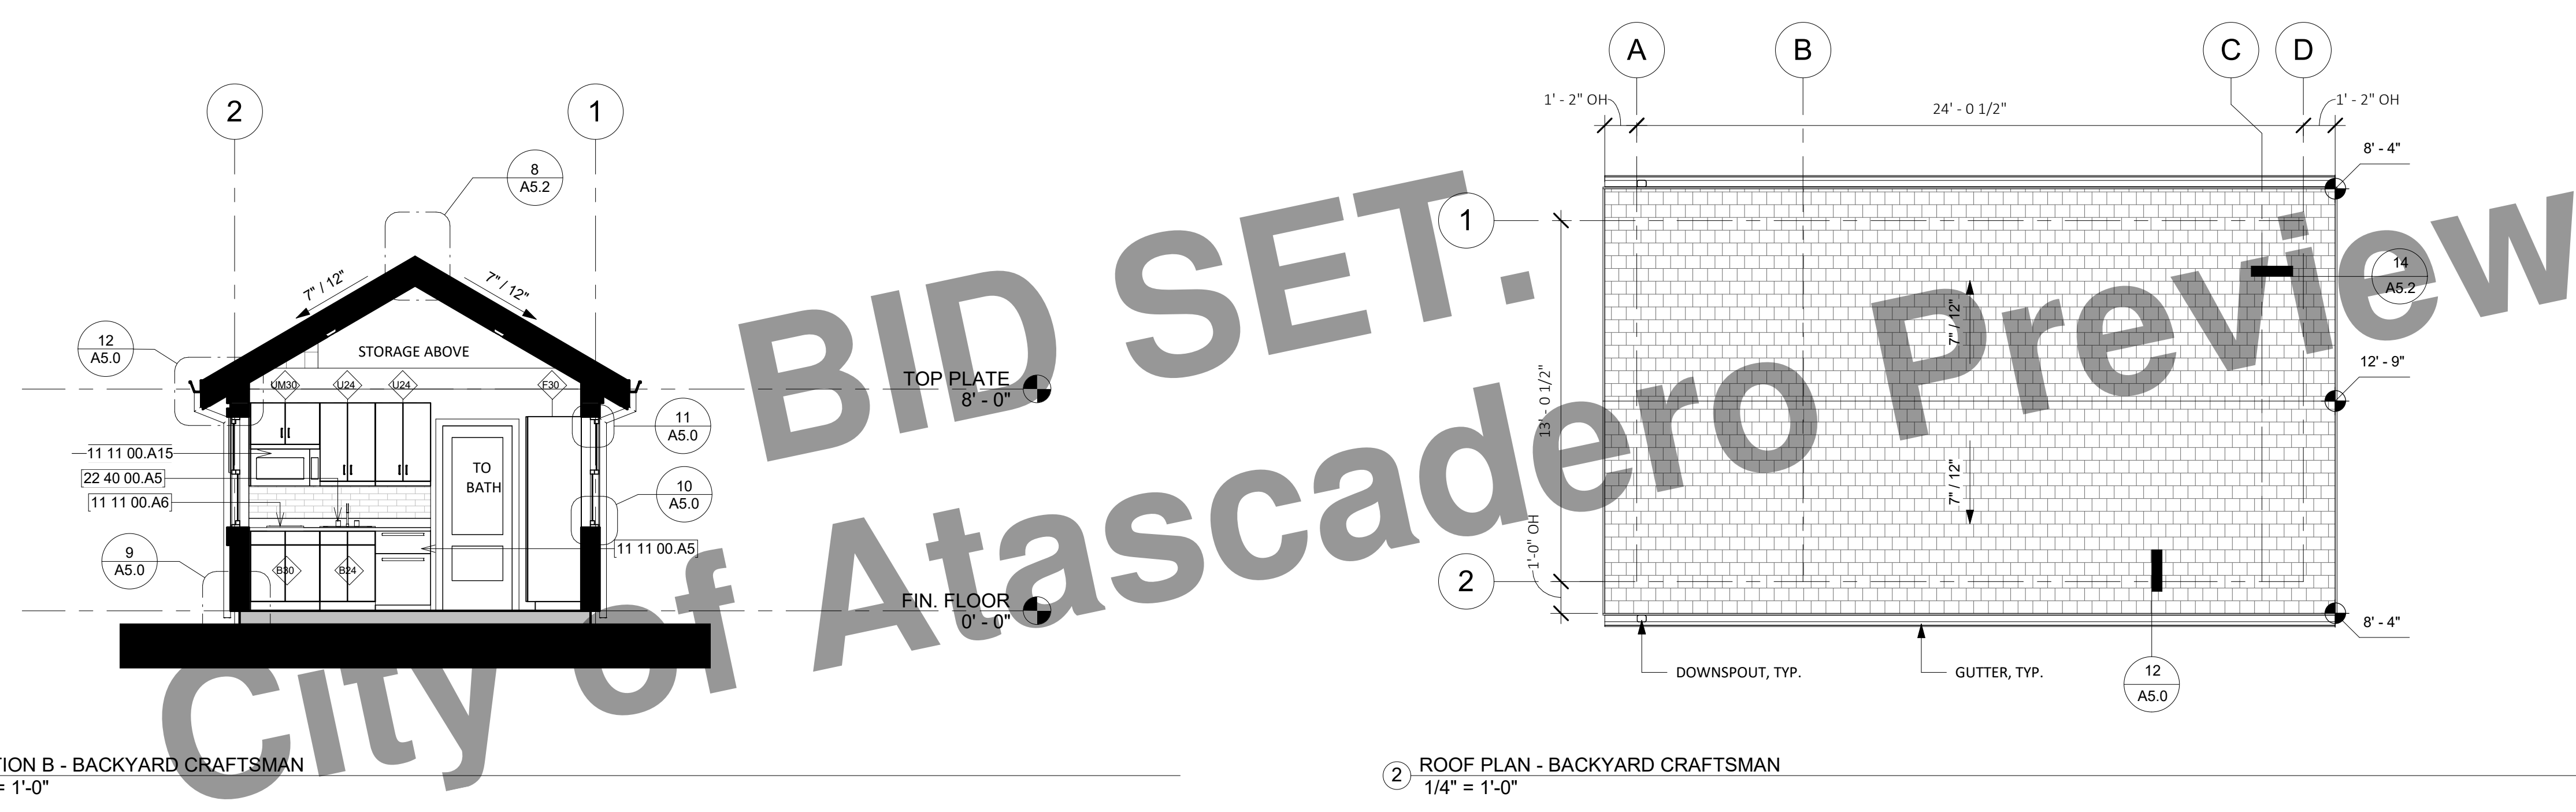 2
1
8
A5.2
7" / 12"
7" / 12"
12
A5.0
STORAGE ABOVE
UM30
U24
U24
F30
TOP PLATE
8' - 0"
11
A5.0
11 11 00.A15
22 40 00.A5
11 11 00.A6
TO
BATH
10
A5.0
9
A5.0
B30
B24
11 11 00.A5
FIN. FLOOR
0' - 0"
TION B - BACKYARD CRAFTSMAN
= 1'-0"
BID SET.
City of Atascadero Preview
A
B
C
D
1' - 2" OH
24' - 0 1/2"
1' - 2" OH
8' - 4"
1
14
A5.2
7" / 12"
12' - 9"
13' - 0 1/2"
7" / 12"
1'-0" OH
2
8' - 4"
DOWNSPOUT, TYP.
GUTTER, TYP.
12
A5.0
2
ROOF PLAN - BACKYARD CRAFTSMAN
1/4" = 1'-0"